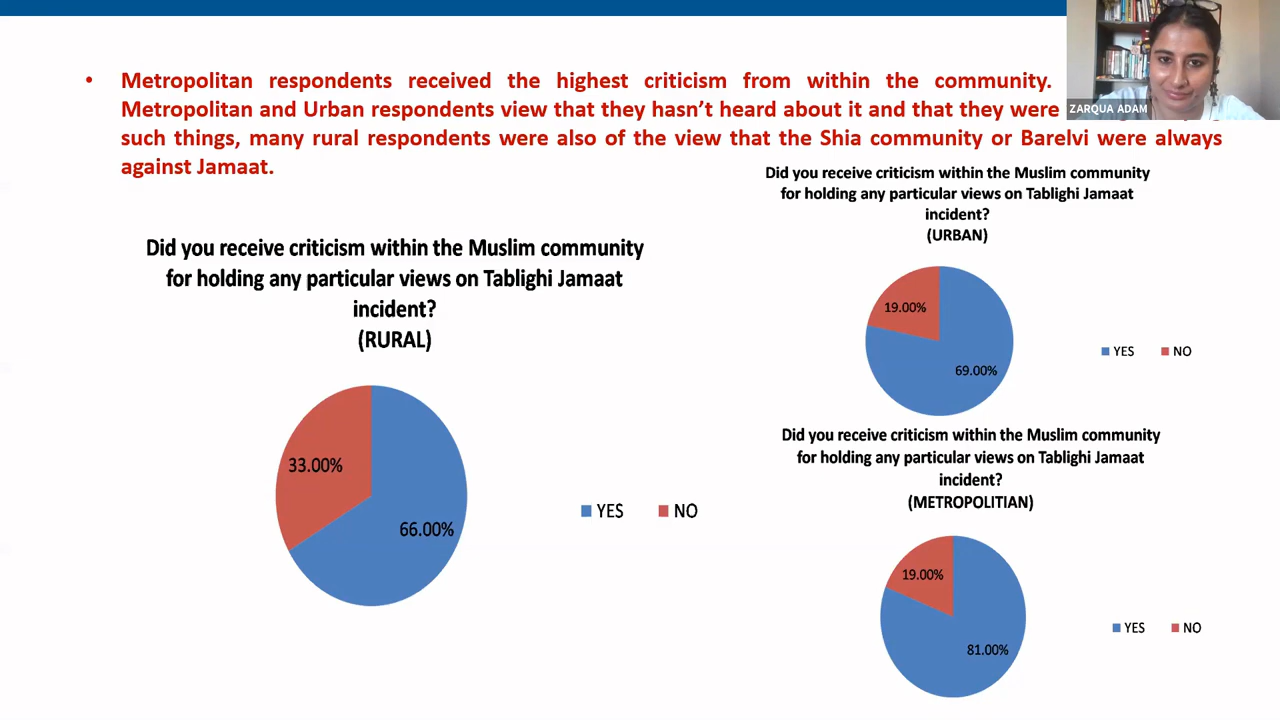 • Metropolitan respondents received the highest criticism from within the community.
Metropolitan and Urban respondents view that they hasn't heard about it and that they were
such things, many rural respondents were also of the view that the Shia community or Barelvi were always
against Jamaat.
ZARQUA ADAM
Did you receive criticism within the Muslim community
for holding any particular views on Tablighi Jamaat
incident?
(RURAL)
33.00%
66.00%
YES NO
Did you receive criticism within the Muslim community
for holding any particular views on Tablighi Jamaat
incident?
(URBAN)
19.00%
69.00%
YES NO
Did you receive criticism within the Muslim community
for holding any particular views on Tablighi Jamaat
incident?
(METROPOLITIAN)
19.00%
81.00%
YES NO